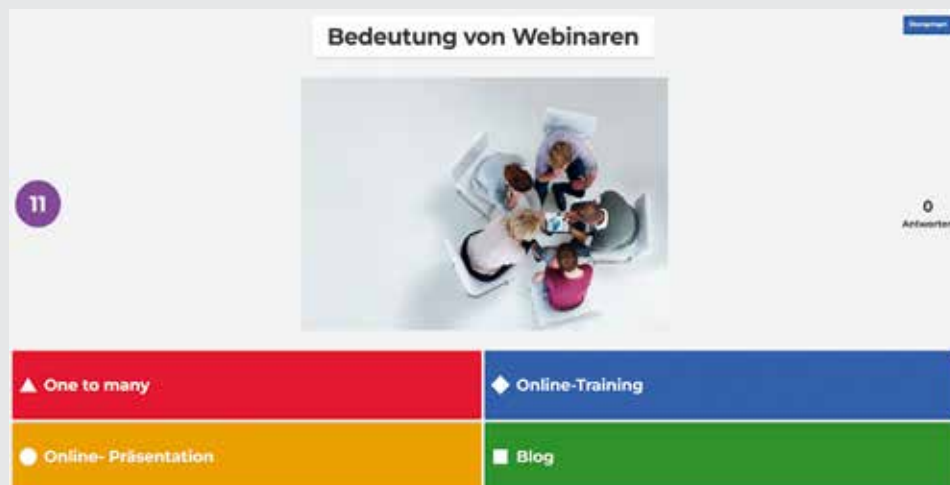 Bedeutung von Webinaren
11
0
Antworten
One to many
Online-Training
Online- Präsentation
Blog